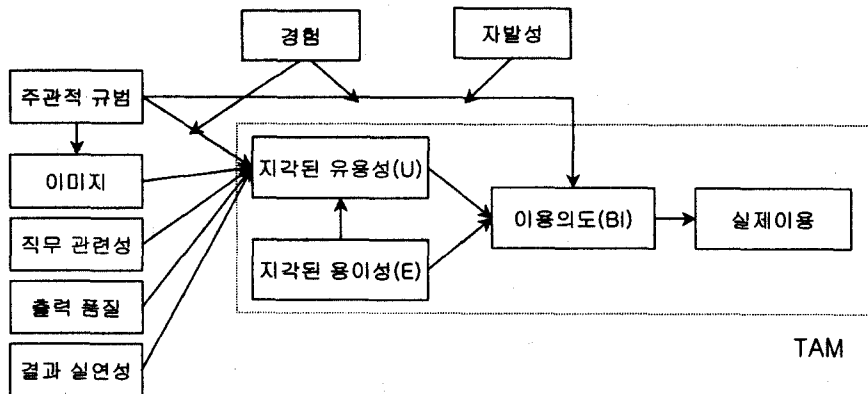 경험
자발성
주관적 규범
이미지
지각된 유용성(U)
직무 관련성
이용의도(BI)
실제이용
지각된 용이성(E)
출력 품질
결과 실연성
TAM